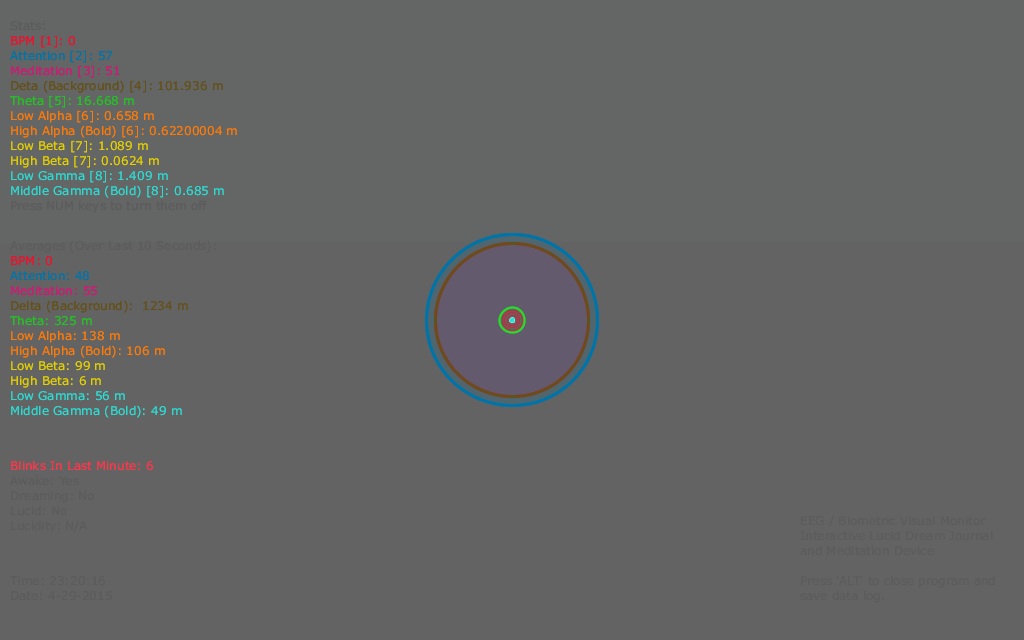 Stats:
BPM [1]: 0
Attention [2]: 57
Meditation [3]: 51
Deta (Background) [4]: 101.936 m
Theta [5]: 16.668 m
Low Alpha [6]: 0.658 m
High Alpha (Bold) [6]: 0.62200004 m
Low Beta [7]: 1.089 m
High Beta [7]: 0.0624 m
Low Gamma [8]: 1.409 m
Middle Gamma (Bold) [8]: 0.685 m
Press NUM keys to turn them off
Averages (Over Last 10 Seconds):
BPM: 0
Attention: 48
Meditation: 55
Delta (Background):  1234 m
Theta: 325 m
Low Alpha: 138 m
High Alpha (Bold): 106 m
Low Beta: 99 m
High Beta: 6 m
Low Gamma: 56 m
Middle Gamma (Bold): 49 m
Blinks In Last Minute: 6
Awake: Yes
Dreaming: No
Lucid: No
Lucidity: N/A
EEG / Biometric Visual Monitor
Interactive Lucid Dream Journal
and Meditation Device
Time: 23:20:18
Date: 4-29-2015
Press 'ALT' to close program and
save data log.